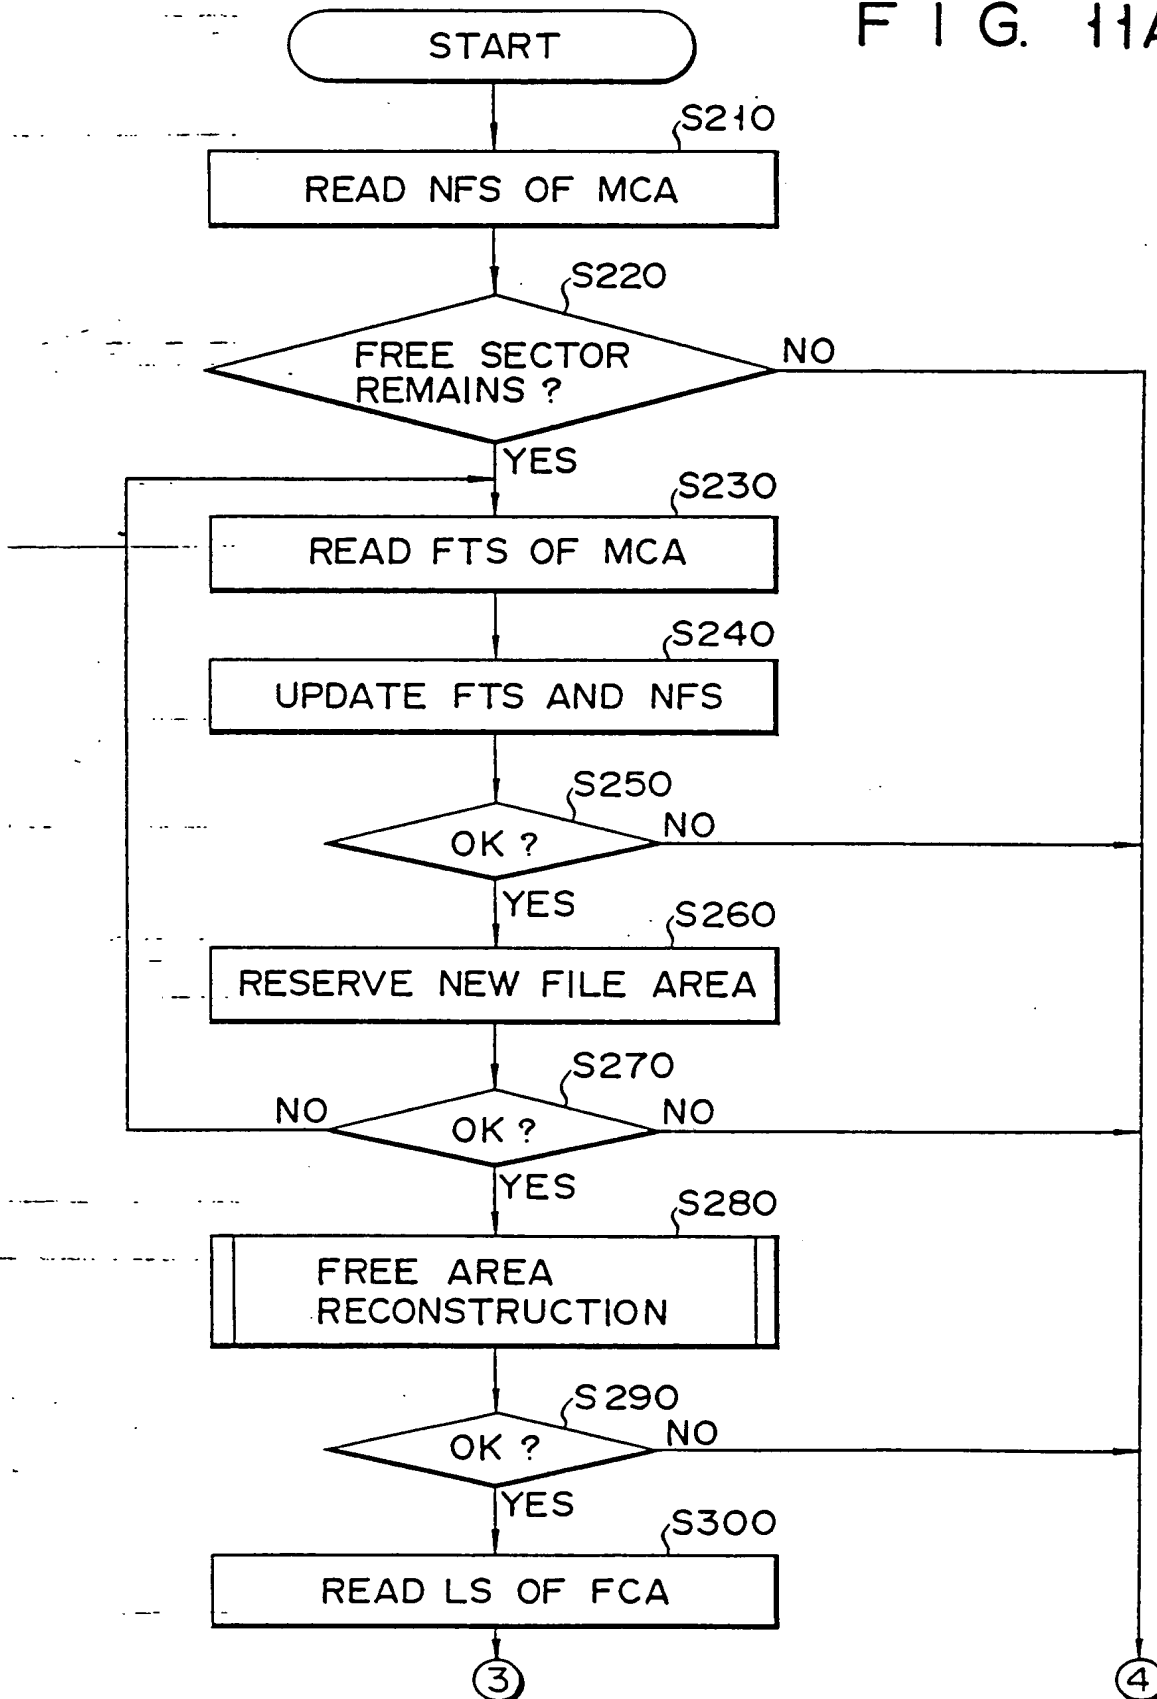 FIG. 11A
START
S210
READ NFS OF MCA
S220
FREE SECTOR
REMAINS ?
NO
YES
S230
READ FTS OF MCA
S240
UPDATE FTS AND NFS
S250
OK ?
NO
YES
S260
RESERVE NEW FILE AREA
S270
NO
OK ?
NO
YES
S280
FREE AREA
RECONSTRUCTION
S290
OK ?
NO
YES
S300
READ LS OF FCA
3
4